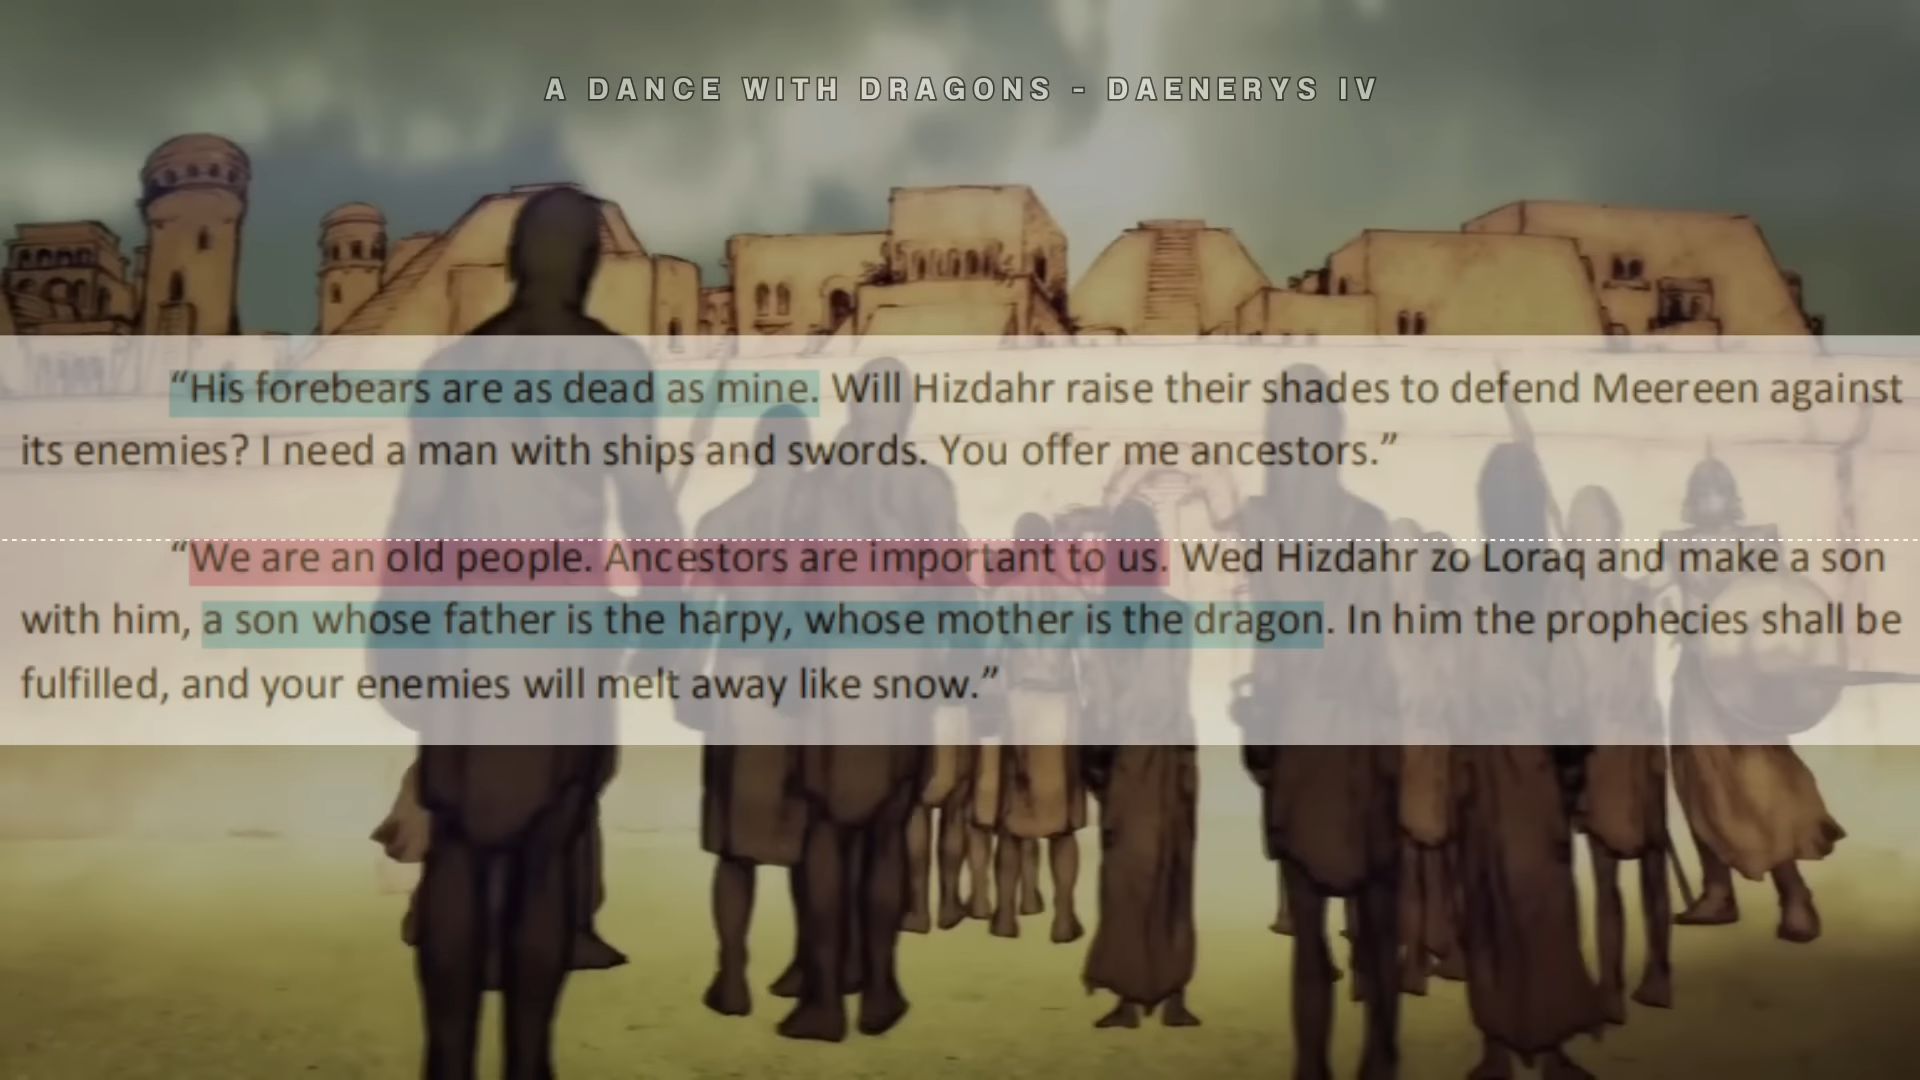 A DANCE WITH DRAGONS - DAENERYS IV
“His forebears are as dead as mine. Will Hizdahr raise their shades to defend Meereen against
its enemies? I need a man with ships and swords. You offer me ancestors.”
“We are an old people. Ancestors are important to us. Wed Hizdahr zo Loraq and make a son
with him, a son whose father is the harpy, whose mother is the dragon. In him the prophecies shall be
fulfilled, and your enemies will melt away like snow.”